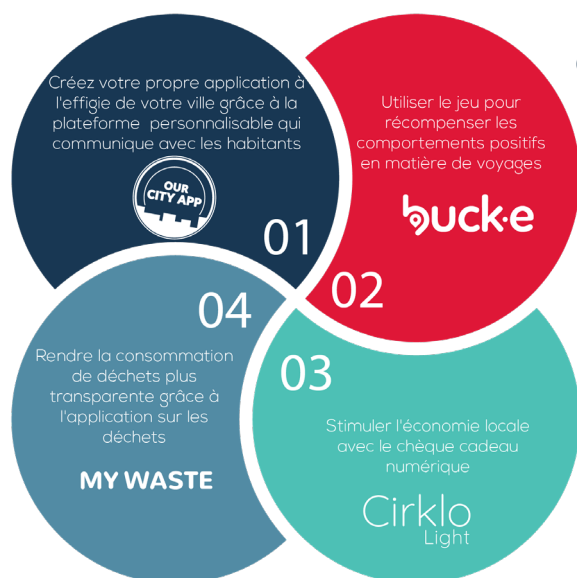 Créez votre propre application à
l'effigie de votre ville grâce à la
plateforme personnalisable qui
communique avec les habitants
OUR
CITY APP
01
Utiliser le jeu pour
récompenser les
comportements positifs
en matière de voyages
buck·e
02
04
Rendre la consommation
de déchets plus
transparente grâce à
l'application sur les
déchets
MY WASTE
03
Stimuler l'économie locale
avec le chèque cadeau
numérique
Cirklo
Light